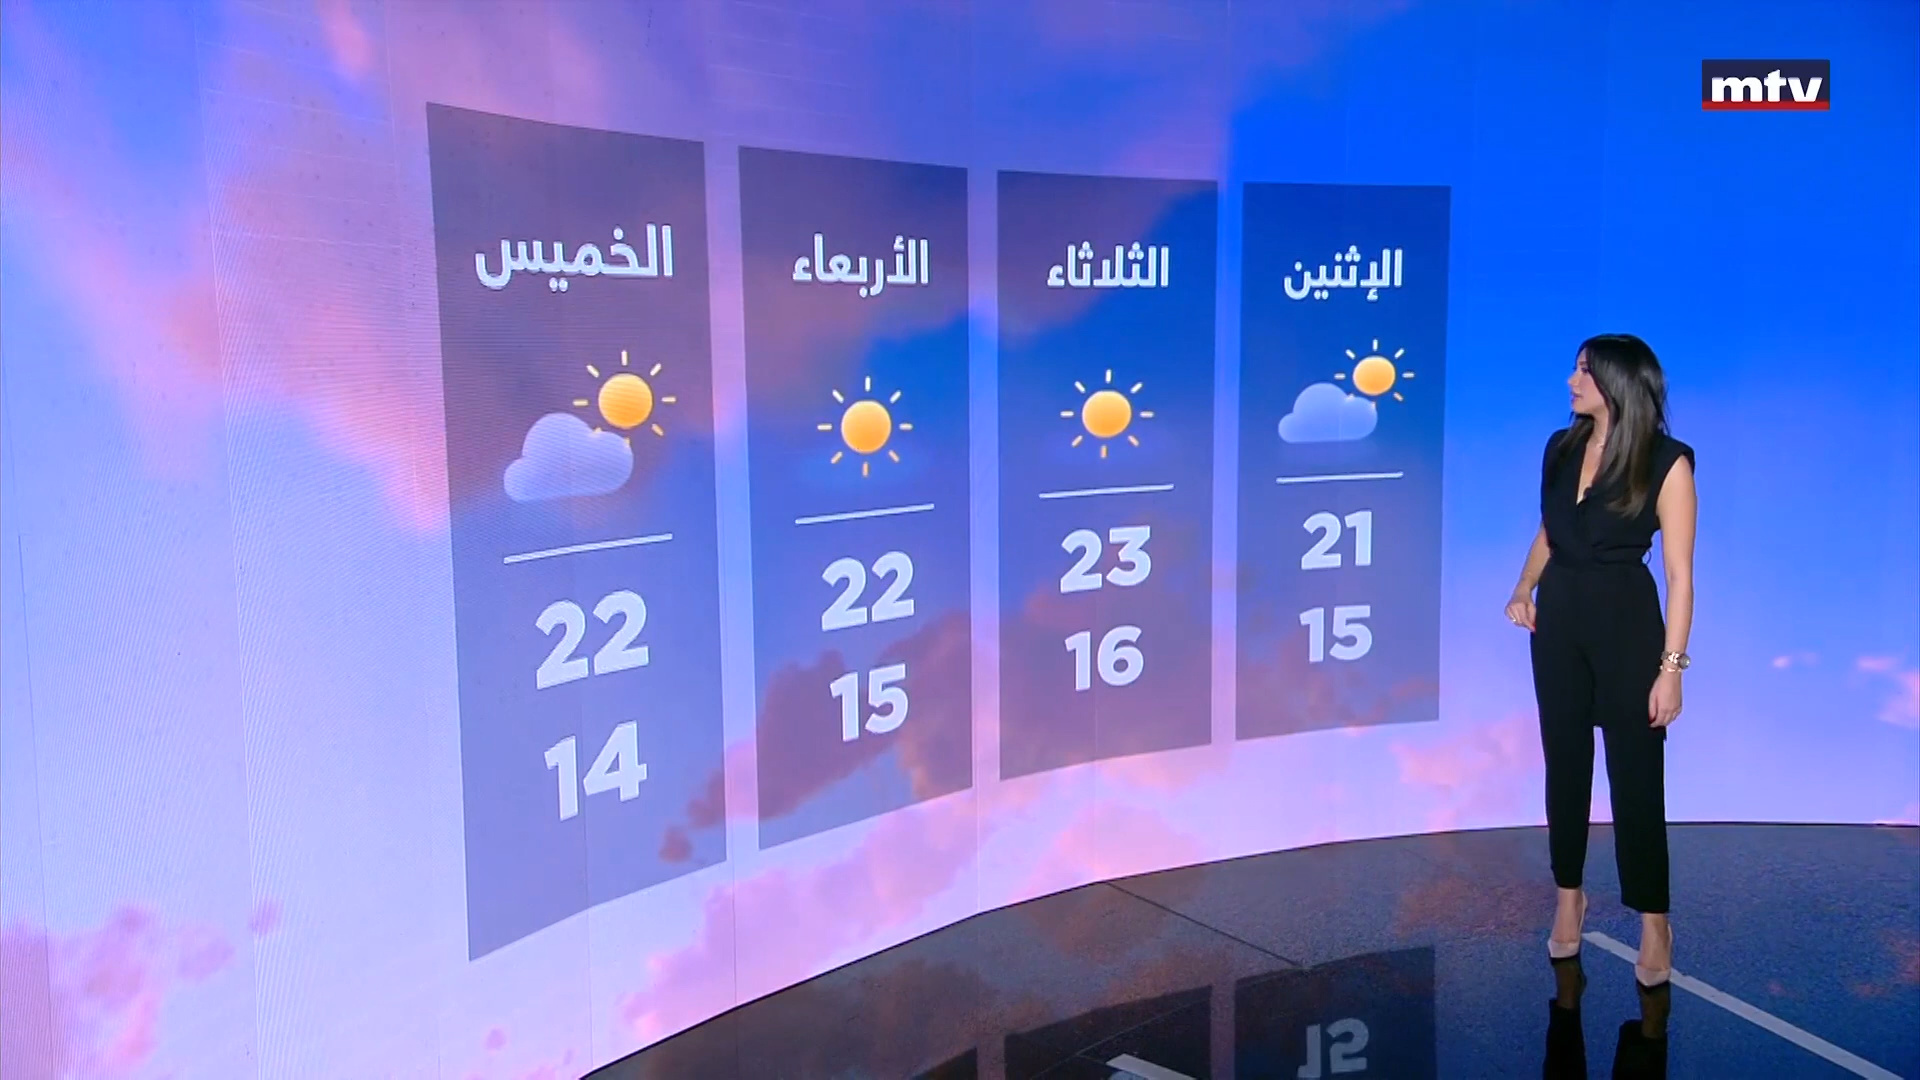 mtv
الإثنين
21
15
الثلاثاء
23
16
الأربعاء
22
15
الخميس
22
14